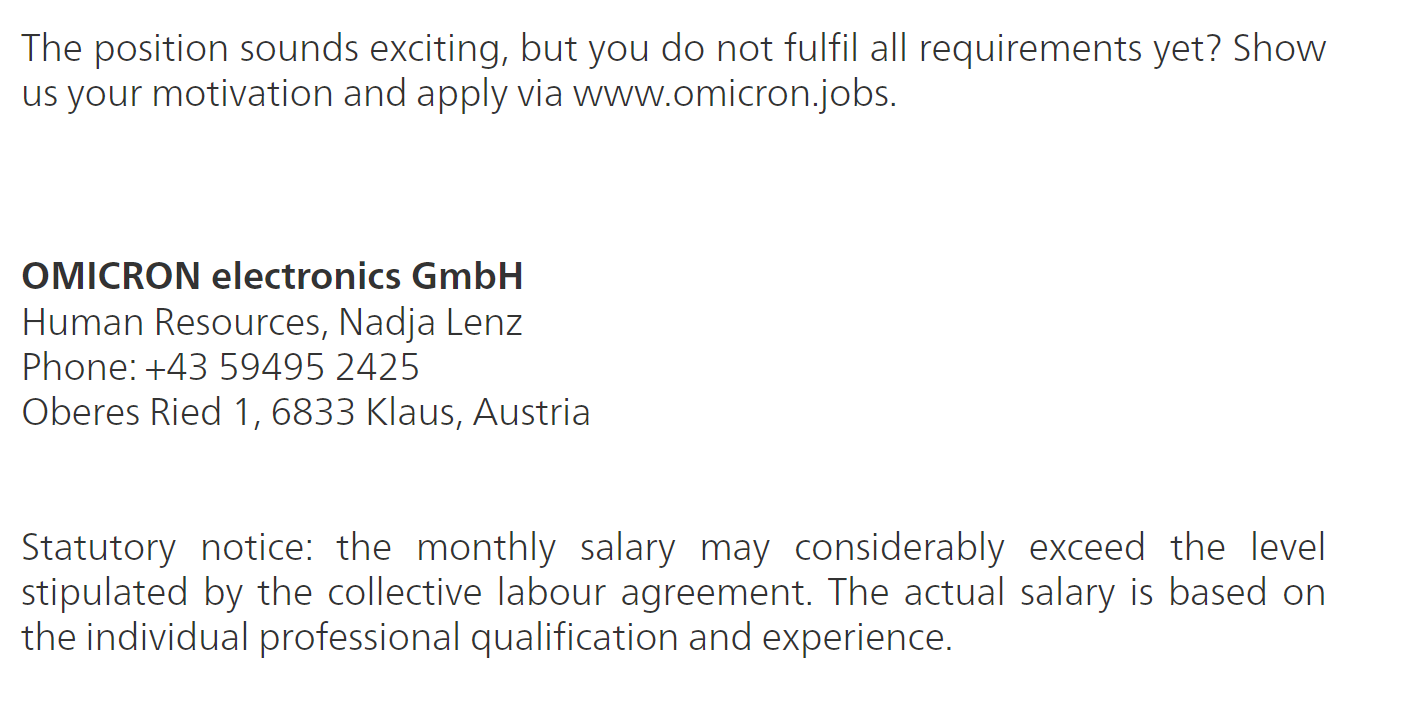 The position sounds exciting, but you do not fulfil all requirements yet? Show
us your motivation and apply via www.omicron.jobs.
OMICRON electronics GmbH
Human Resources, Nadja Lenz
Phone: +43 59495 2425
Oberes Ried 1, 6833 Klaus, Austria
Statutory notice: the monthly salary may considerably exceed the level
stipulated by the collective labour agreement. The actual salary is based on
the individual professional qualification and experience.